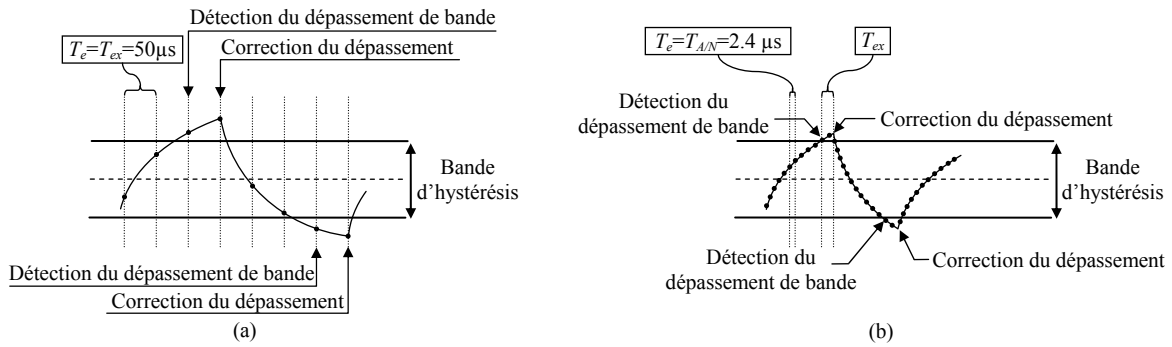 Détection du dépassement de bande
Te=Tex=50µs
Correction du dépassement
Bande
d'hystérésis
Détection du dépassement de bande
Correction du dépassement
(a)
Te=TA/N=2.4 µs
Tex
Détection du
dépassement de bande
Correction du dépassement
Bande
d'hystérésis
Détection du
dépassement de bande
Correction du dépassement
(b)